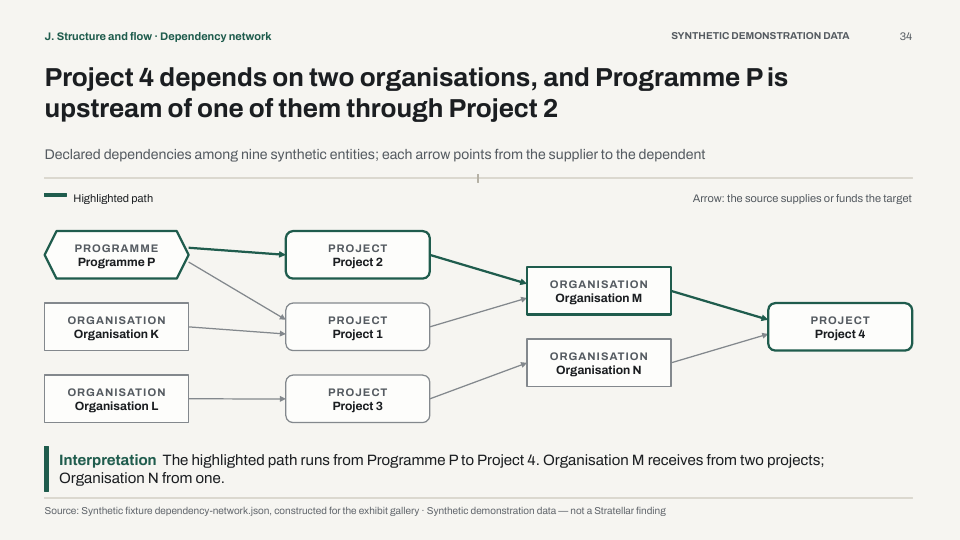 J. Structure and flow · Dependency network
SYNTHETIC DEMONSTRATION DATA
34
Project 4 depends on two organisations, and Programme P is
upstream of one of them through Project 2
Declared dependencies among nine synthetic entities; each arrow points from the supplier to the dependent
Highlighted path
Arrow: the source supplies or funds the target
PROGRAMME
Programme P
PROJECT
Project 2
ORGANISATION
Organisation M
ORGANISATION
Organisation K
PROJECT
Project 1
PROJECT
Project 4
ORGANISATION
Organisation N
ORGANISATION
Organisation L
PROJECT
Project 3
Interpretation The highlighted path runs from Programme P to Project 4. Organisation M receives from two projects;
Organisation N from one.
Source: Synthetic fixture dependency-network.json, constructed for the exhibit gallery · Synthetic demonstration data — not a Stratellar finding